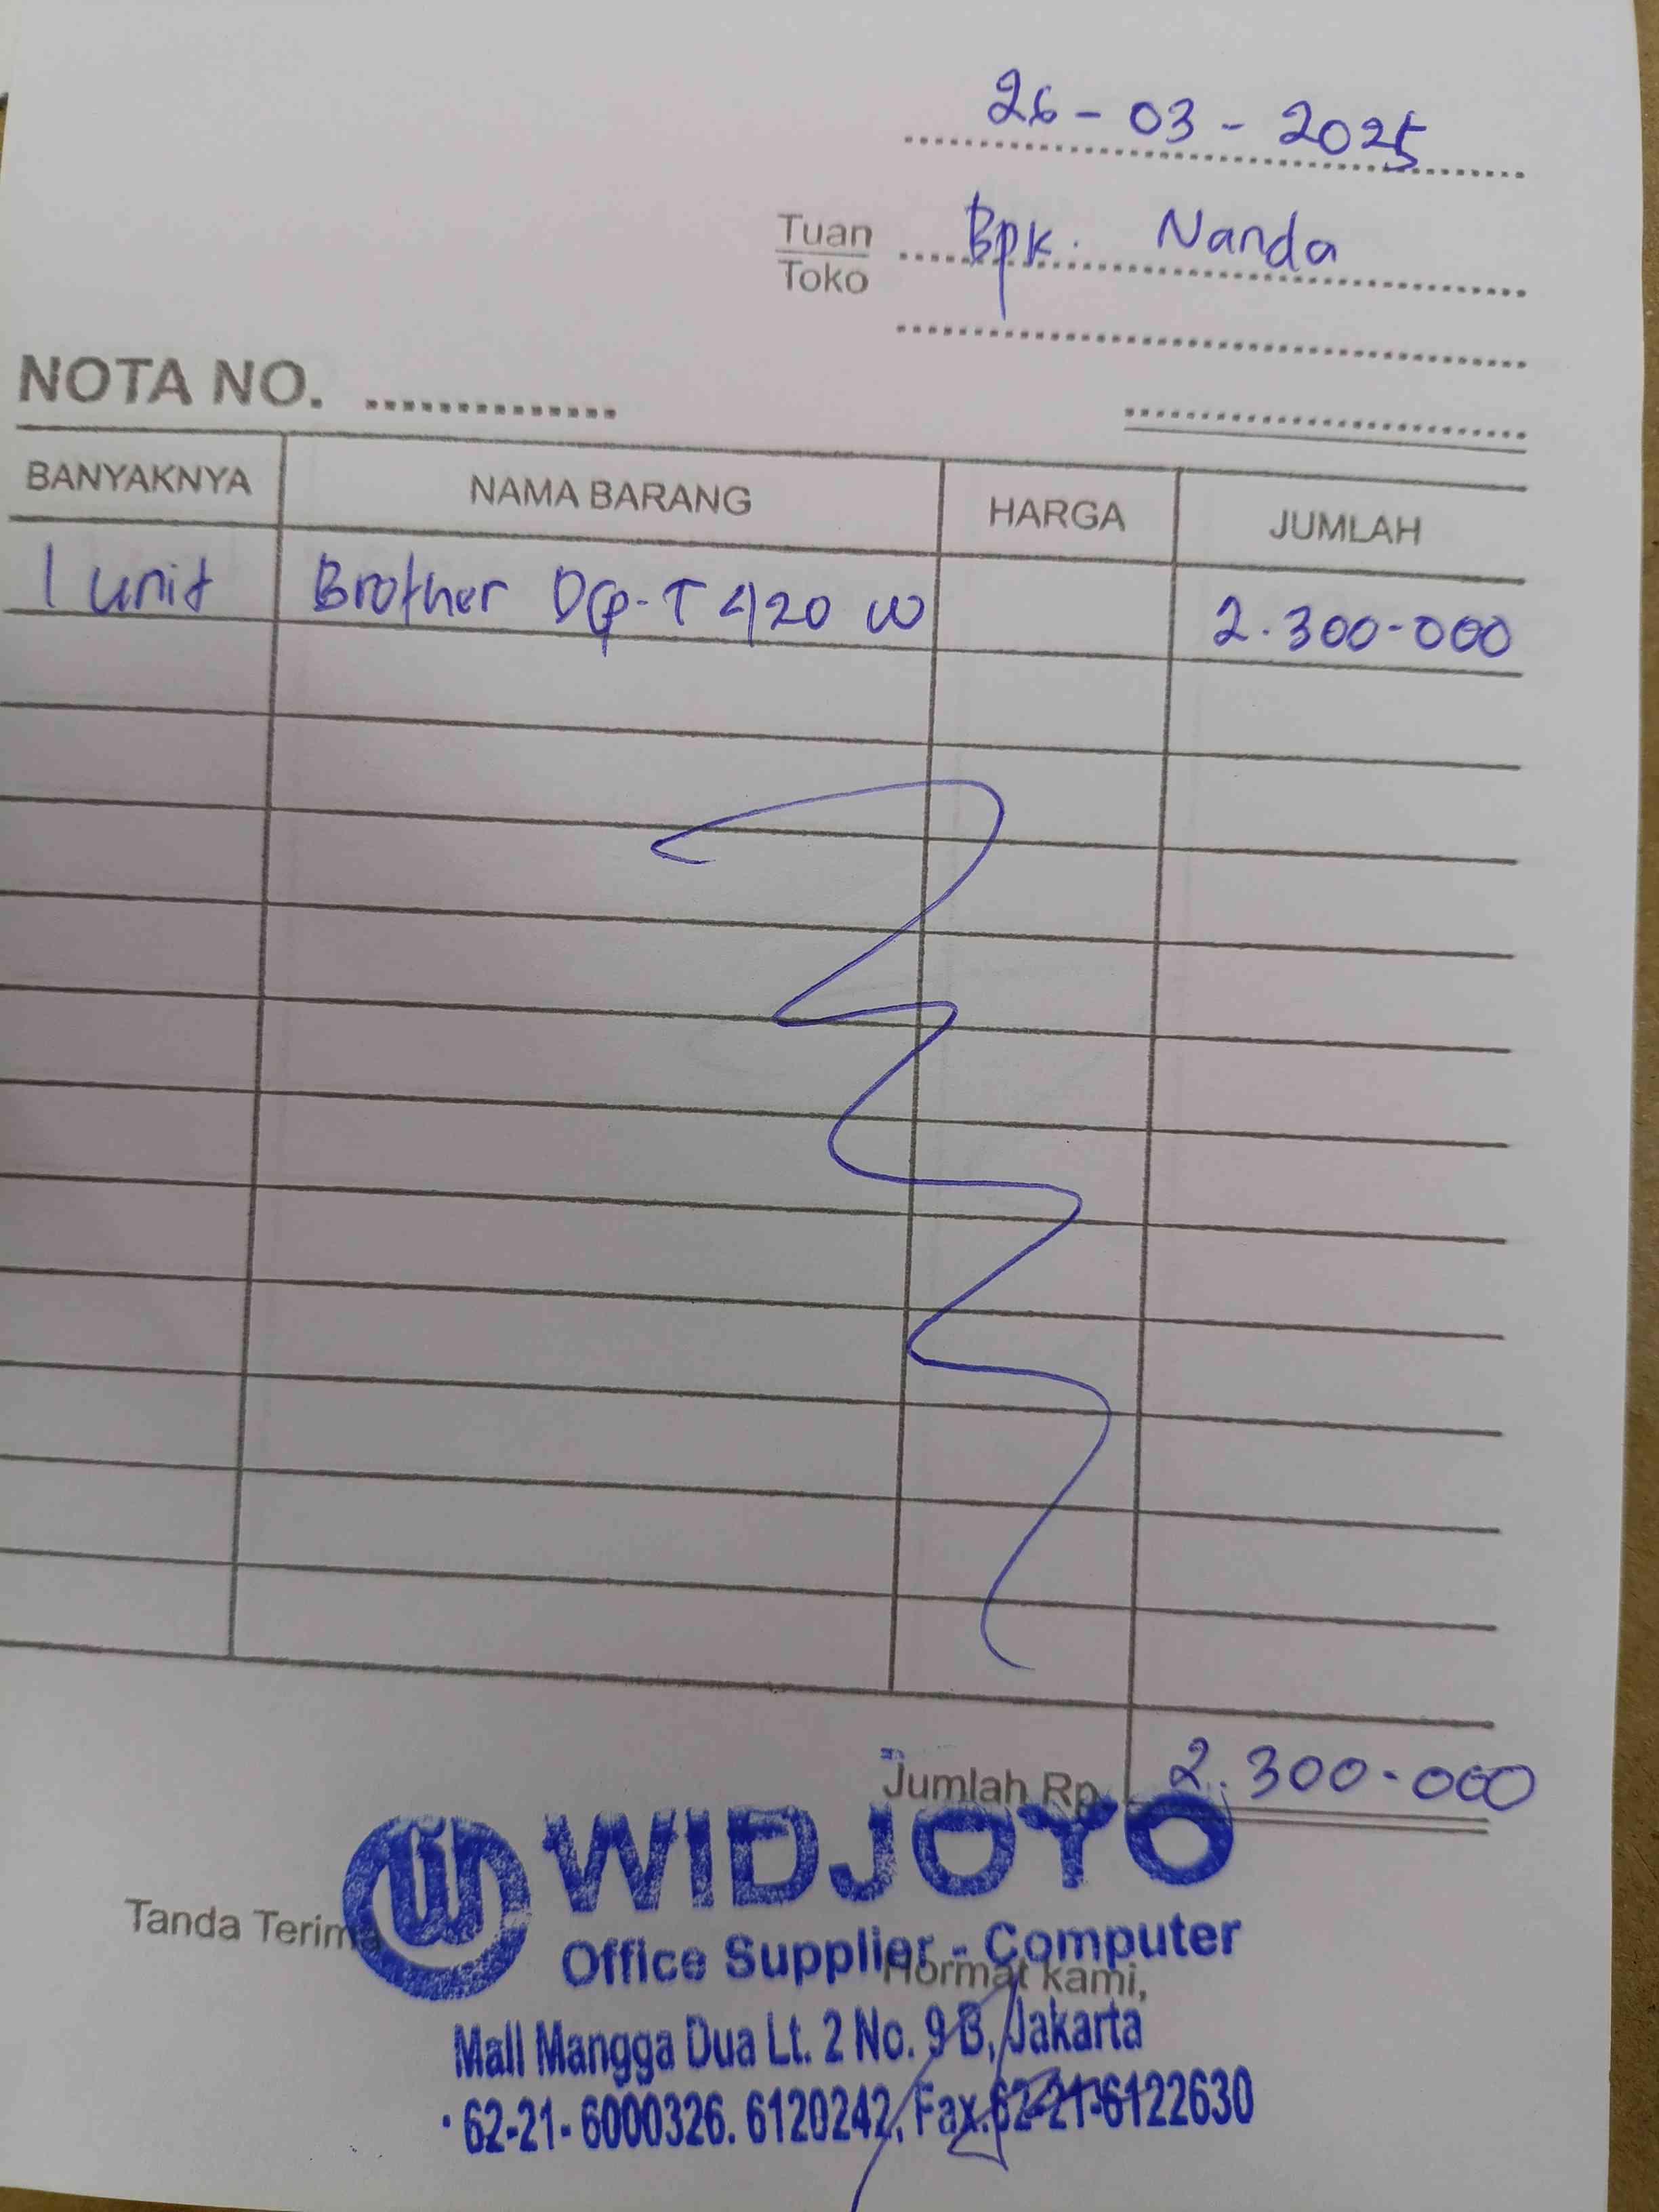 26 - 03 - 2025
Tuan Bpk. Nanda
Toko
NOTA NO.
BANYAKNYA NAMA BARANG HARGA JUMLAH
1 unit Brother DCP-T420 W 2.300.000
Jumlah Rp. 2.300.000
WIDJOYO
Tanda Terima
Office Supplier - Computer
Hormat kami,
Mall Mangga Dua Lt. 2 No. 9 B, Jakarta
62-21- 6000326. 6120242, Fax.62-21-6122630